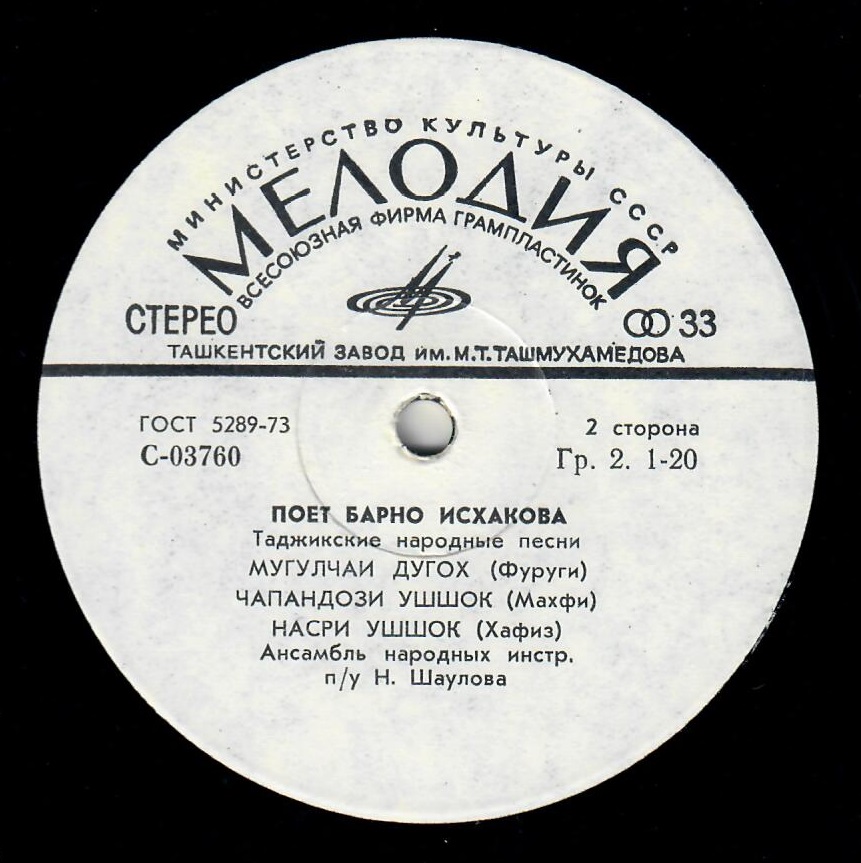 МИНИСТЕРСТВО КУЛЬТУРЫ СССР
МЕЛОДИЯ
ВСЕСОЮЗНАЯ ФИРМА ГРАМПЛАСТИНОК
СТЕРЕО 33
ТАШКЕНТСКИЙ ЗАВОД ИМ. М.Т.ТАШМУХАМЕДОВА
ГОСТ 5289-73 2 сторона
С-03760 Гр. 2. 1-20
ПОЕТ БАРНО ИСХАКОВА
Таджикские народные песни
МУГУЛЧАИ ДУГОХ (Фуруги)
ЧАПАНДОЗИ УШШОК (Махфи)
НАСРИ УШШОК (Хафиз)
Ансамбль народных инстр.
п/у Н. Шаулова